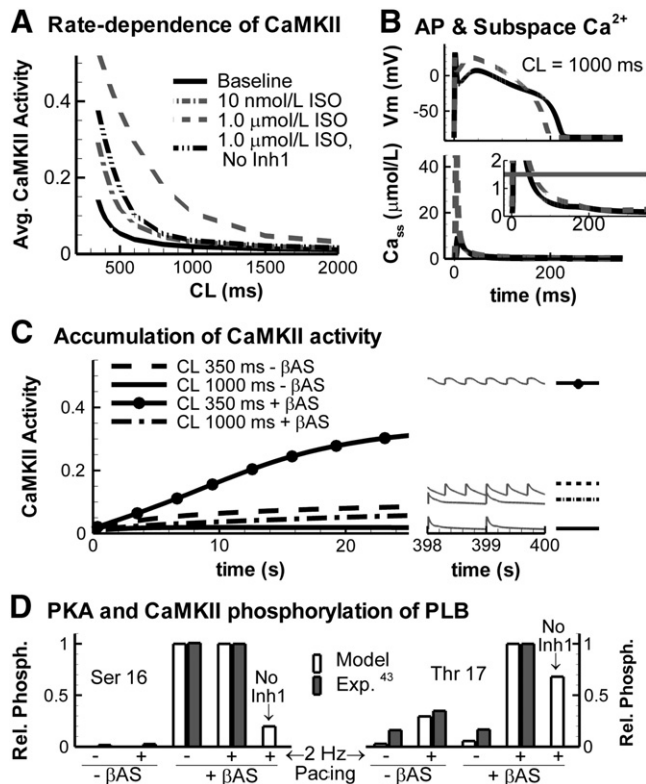 A Rate-dependence of CaMKII
Avg. CaMKII Activity
0.4
0.2
0
Baseline
10 nmol/L ISO
1.0 μmol/L ISO
1.0 μmol/L ISO,
No Inh1
500 1000 1500 2000
CL (ms)
B AP & Subspace Ca2+
Vm (mV)
0
-50
CL = 1000 ms
Ca ss (μmol/L)
40
20
0
2
1
0
0 200
0 200
time (ms)
C Accumulation of CaMKII activity
CaMKII Activity
0.4
0.2
0
CL 350 ms - βAS
CL 1000 ms - βAS
CL 350 ms + βAS
CL 1000 ms + βAS
0 10 20
time (s)
398 399 400
time (s)
D PKA and CaMKII phosphorylation of PLB
Rel. Phosph.
1
0.5
0
Ser 16
No
Inh1
Model
Exp. 43
Thr 17
No
Inh1
1
0.5
0
Rel. Phosph.
- + - + + ←2 Hz→ - + - + +
- βAS + βAS Pacing - βAS + βAS